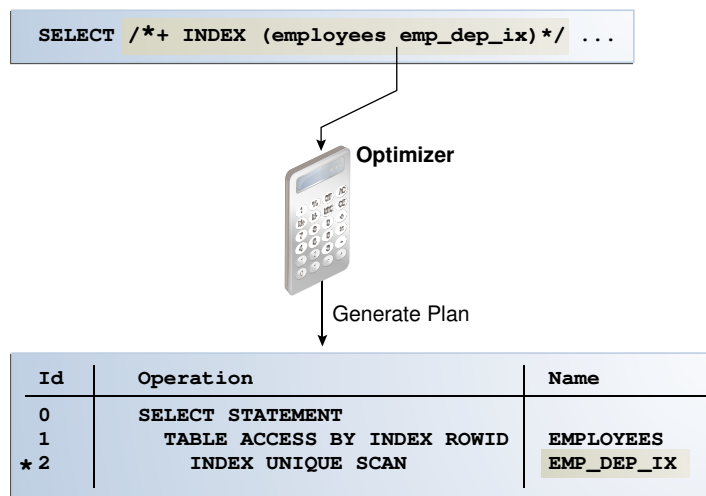 SELECT /*+ INDEX (employees emp_dep_ix)*/ ...
Optimizer
Generate Plan
Id Operation Name
0 SELECT STATEMENT
1 TABLE ACCESS BY INDEX ROWID EMPLOYEES
* 2 INDEX UNIQUE SCAN EMP_DEP_IX